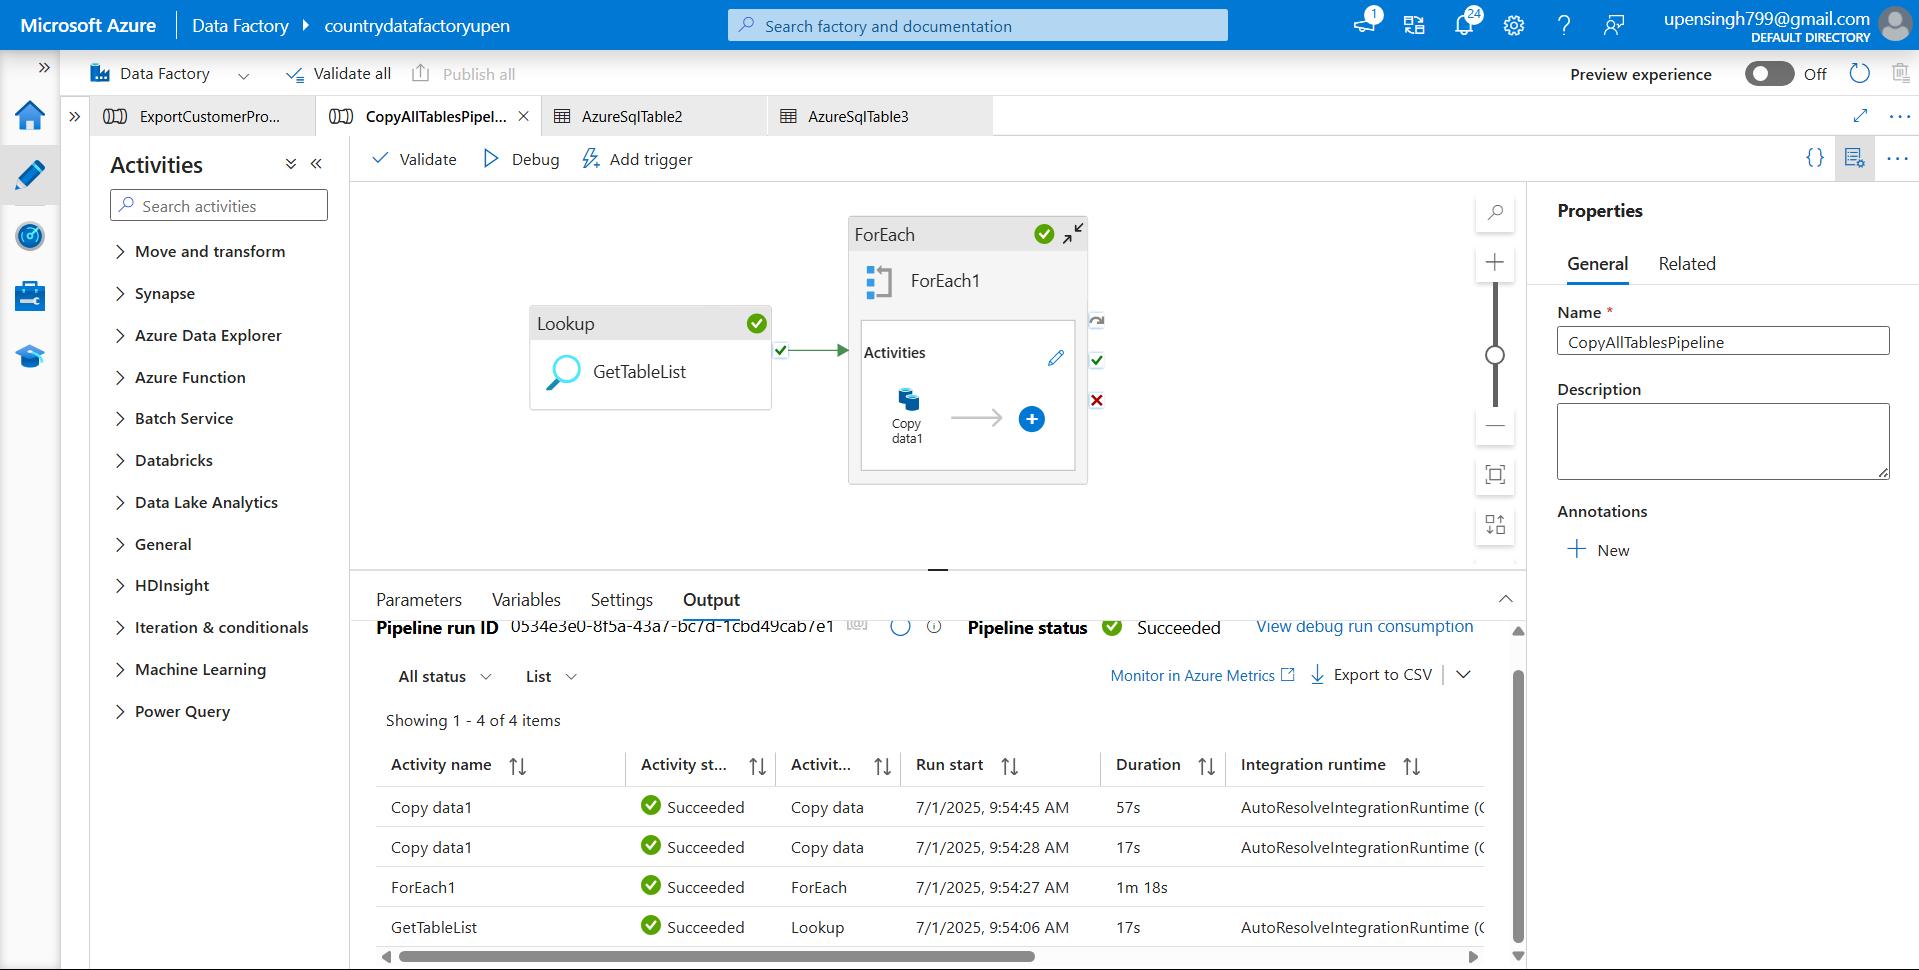 Microsoft Azure
Data Factory
countrydatafactoryupen
Search factory and documentation
1
24
upensingh799@gmail.com
DEFAULT DIRECTORY
Data Factory
Validate all
Publish all
Preview experience
Off
ExportCustomerPro...
CopyAllTablesPipel...
AzureSqlTable2
AzureSqlTable3
Activities
Search activities
Move and transform
Synapse
Azure Data Explorer
Azure Function
Batch Service
Databricks
Data Lake Analytics
General
HDInsight
Iteration & conditionals
Machine Learning
Power Query
Validate
Debug
Add trigger
Lookup
GetTableList
ForEach
ForEach1
Activities
Copy
data1
Properties
General
Related
Name *
CopyAllTablesPipeline
Description
Annotations
New
Parameters
Variables
Settings
Output
Pipeline run ID 0534e3e0-8f5a-43a7-bc7d-1cbd49cab7e1
Pipeline status
Succeeded
View debug run consumption
All status
List
Monitor in Azure Metrics
Export to CSV
Showing 1 - 4 of 4 items
Activity name Activity st... Activit... Run start Duration Integration runtime
Copy data1 Succeeded Copy data 7/1/2025, 9:54:45 AM 57s AutoResolveIntegrationRuntime (
Copy data1 Succeeded Copy data 7/1/2025, 9:54:28 AM 17s AutoResolveIntegrationRuntime (
ForEach1 Succeeded ForEach 7/1/2025, 9:54:27 AM 1m 18s
GetTableList Succeeded Lookup 7/1/2025, 9:54:06 AM 17s AutoResolveIntegrationRuntime (